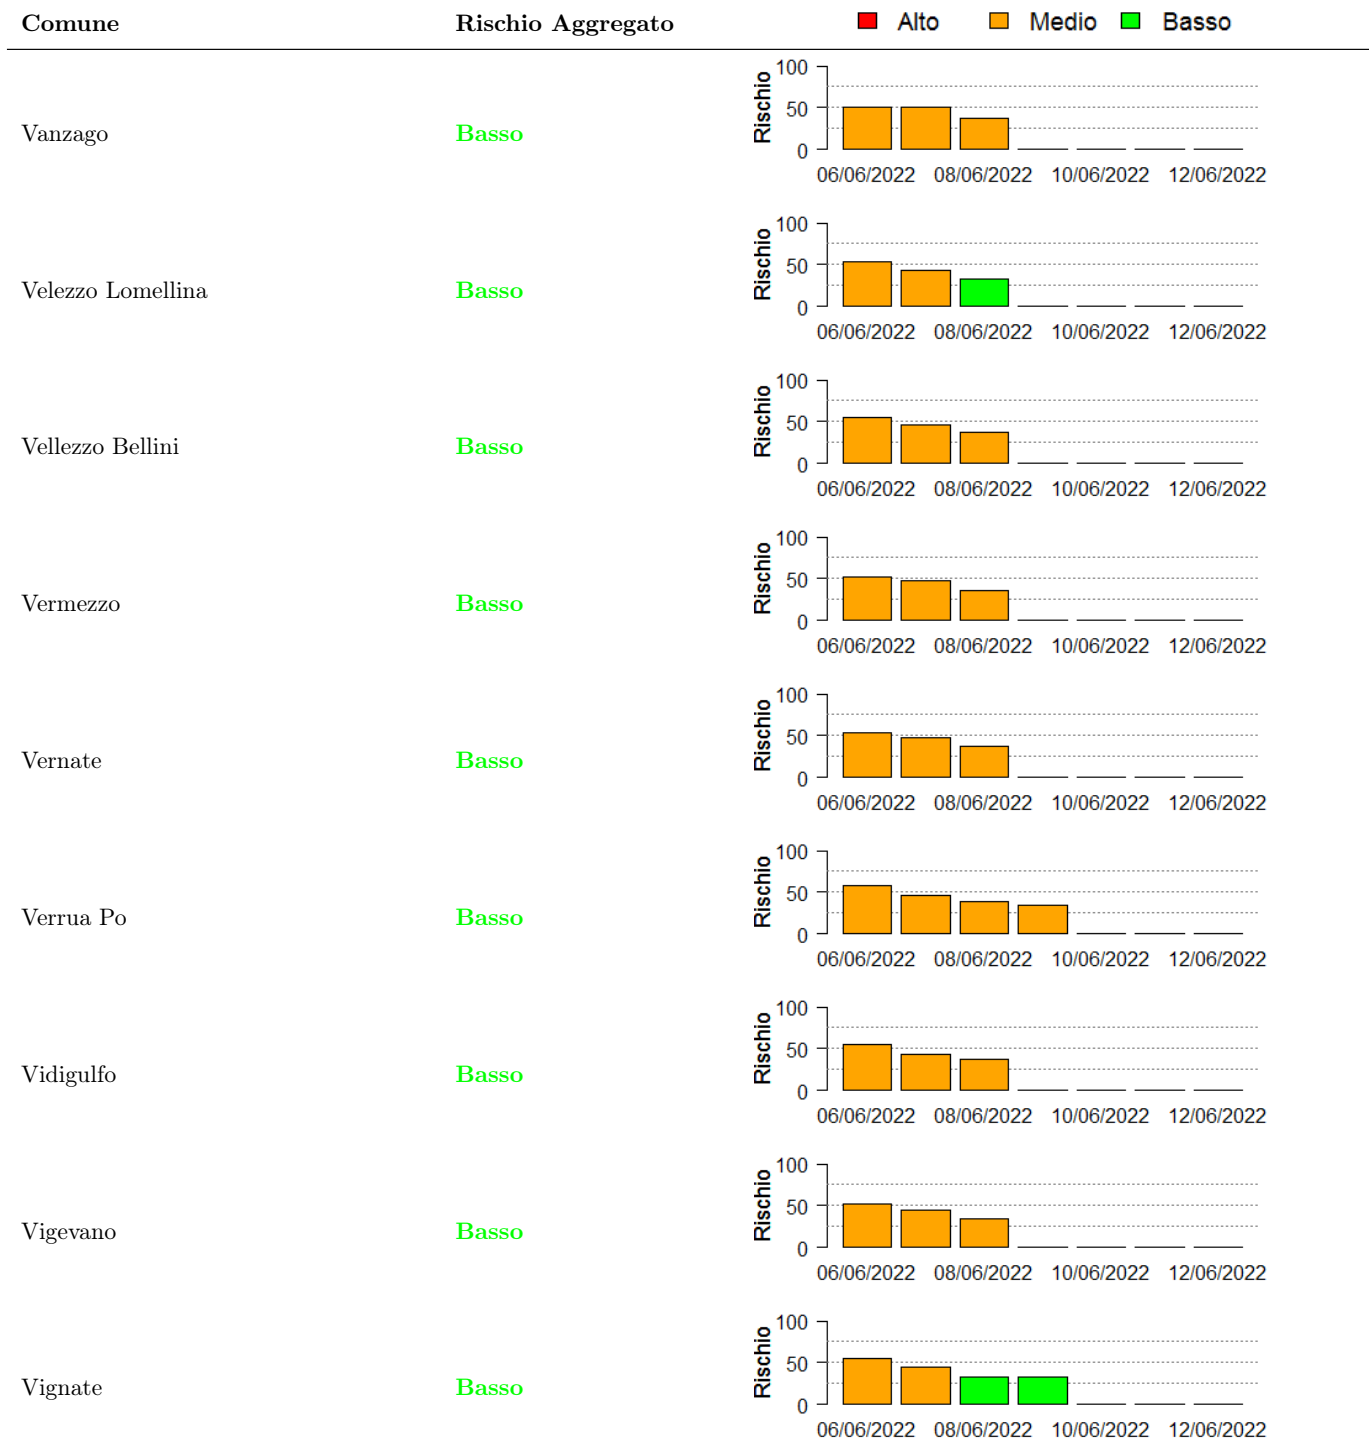 Comune Rischio Aggregato Alto Medio Basso
100
50
0
Rischio
Vanzago Basso
06/06/2022 08/06/2022 10/06/2022 12/06/2022
100
50
0
Rischio
Velezzo Lomellina Basso
06/06/2022 08/06/2022 10/06/2022 12/06/2022
100
50
0
Rischio
Vellezzo Bellini Basso
06/06/2022 08/06/2022 10/06/2022 12/06/2022
100
50
0
Rischio
Vermezzo Basso
06/06/2022 08/06/2022 10/06/2022 12/06/2022
100
50
0
Rischio
Vernate Basso
06/06/2022 08/06/2022 10/06/2022 12/06/2022
100
50
0
Rischio
Verrua Po Basso
06/06/2022 08/06/2022 10/06/2022 12/06/2022
100
50
0
Rischio
Vidigulfo Basso
06/06/2022 08/06/2022 10/06/2022 12/06/2022
100
50
0
Rischio
Vigevano Basso
06/06/2022 08/06/2022 10/06/2022 12/06/2022
100
50
0
Rischio
Vignate Basso
06/06/2022 08/06/2022 10/06/2022 12/06/2022